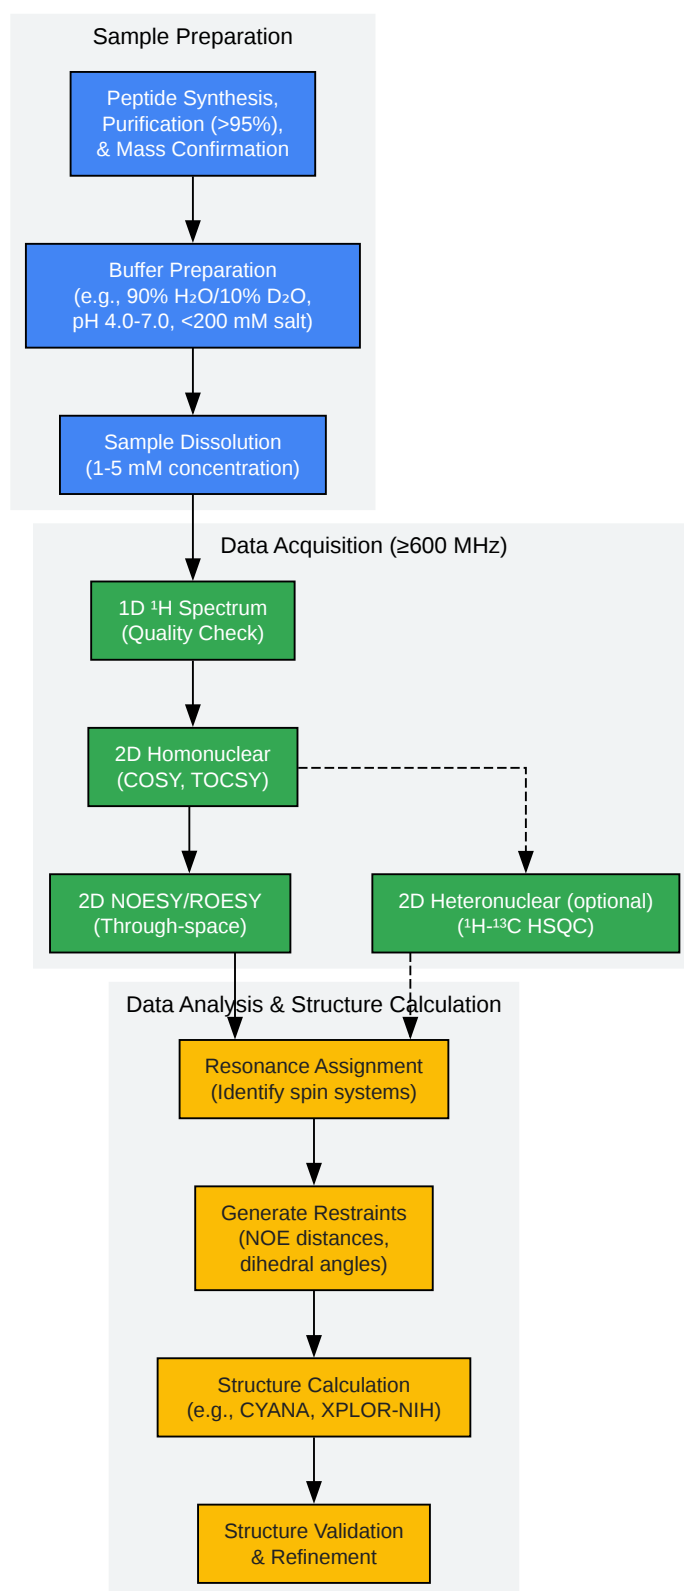 Sample Preparation
Peptide Synthesis,
Purification (>95%),
& Mass Confirmation
Buffer Preparation
(e.g., 90% H₂O/10% D₂O,
pH 4.0-7.0, <200 mM salt)
Sample Dissolution
(1-5 mM concentration)
Data Acquisition (≥600 MHz)
1D ¹H Spectrum
(Quality Check)
2D Homonuclear
(COSY, TOCSY)
2D NOESY/ROESY
(Through-space)
2D Heteronuclear (optional)
(¹H-¹³C HSQC)
Data Analysis & Structure Calculation
Resonance Assignment
(Identify spin systems)
Generate Restraints
(NOE distances,
dihedral angles)
Structure Calculation
(e.g., CYANA, XPLOR-NIH)
Structure Validation
& Refinement